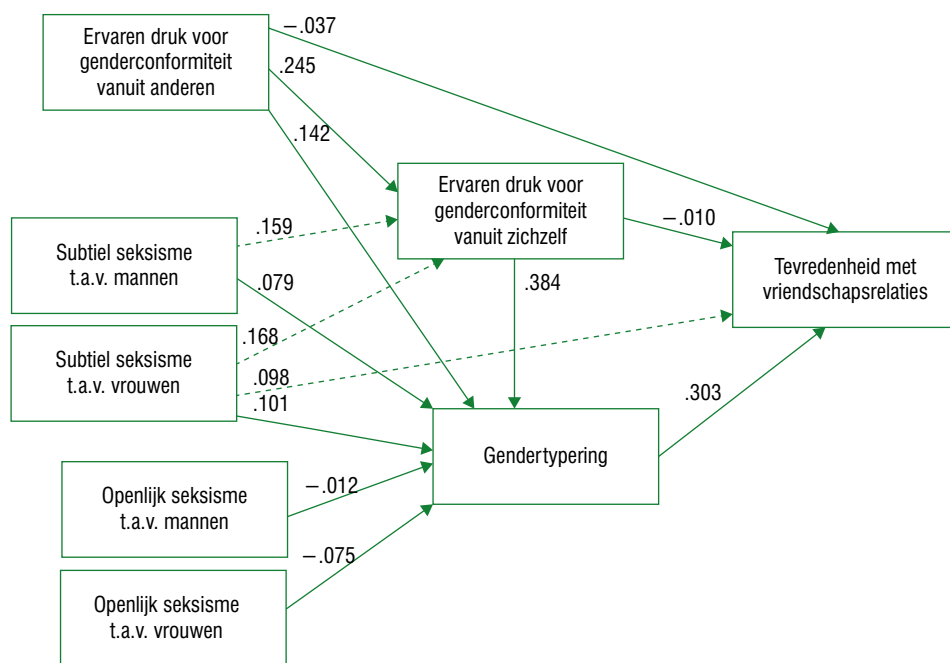 −.037
Ervaren druk voor
genderconformiteit
vanuit anderen
.245
.142
Ervaren druk voor
genderconformiteit
vanuit zichzelf
−.010
.159
Subtiel seksisme
t.a.v. mannen
.079
.384
Tevredenheid met
vriendschapsrelaties
.168
Subtiel seksisme
t.a.v. vrouwen
.098
.101
.303
Gendertypering
Openlijk seksisme
t.a.v. mannen
−.012
−.075
Openlijk seksisme
t.a.v. vrouwen